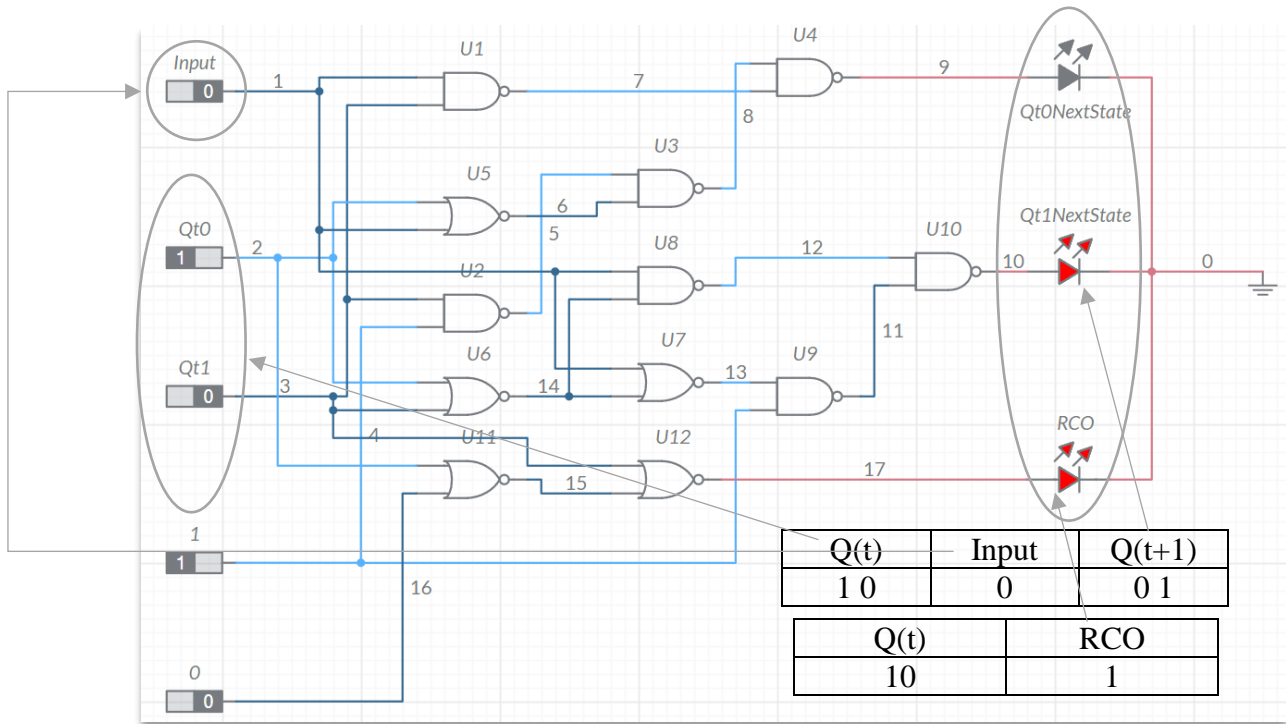 U4
U1
Input
1
0
7
9
8
Qt0NextState
U3
U5
6
5
Qt0
1
2
Qt1NextState
U10
U8
12
10
0
U2
11
U7
U6
Qt1
0
3
14
13
U9
4
U11
U12
RCO
15
17
1
1
16
Q(t) Input Q(t+1)
1 0 0 0 1
Q(t) RCO
10 1
0
0